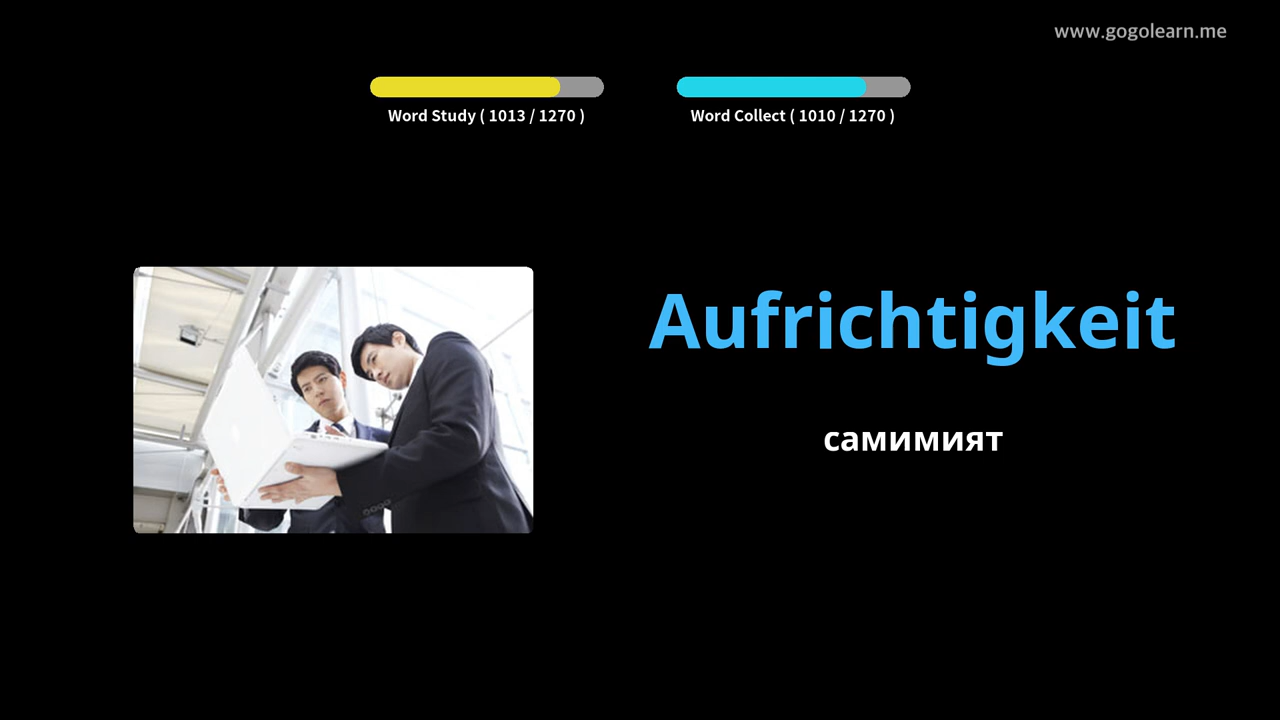 www.gogolearn.me
Word Study ( 1013 / 1270 )
Word Collect ( 1010 / 1270 )
Aufrichtigkeit
самимият